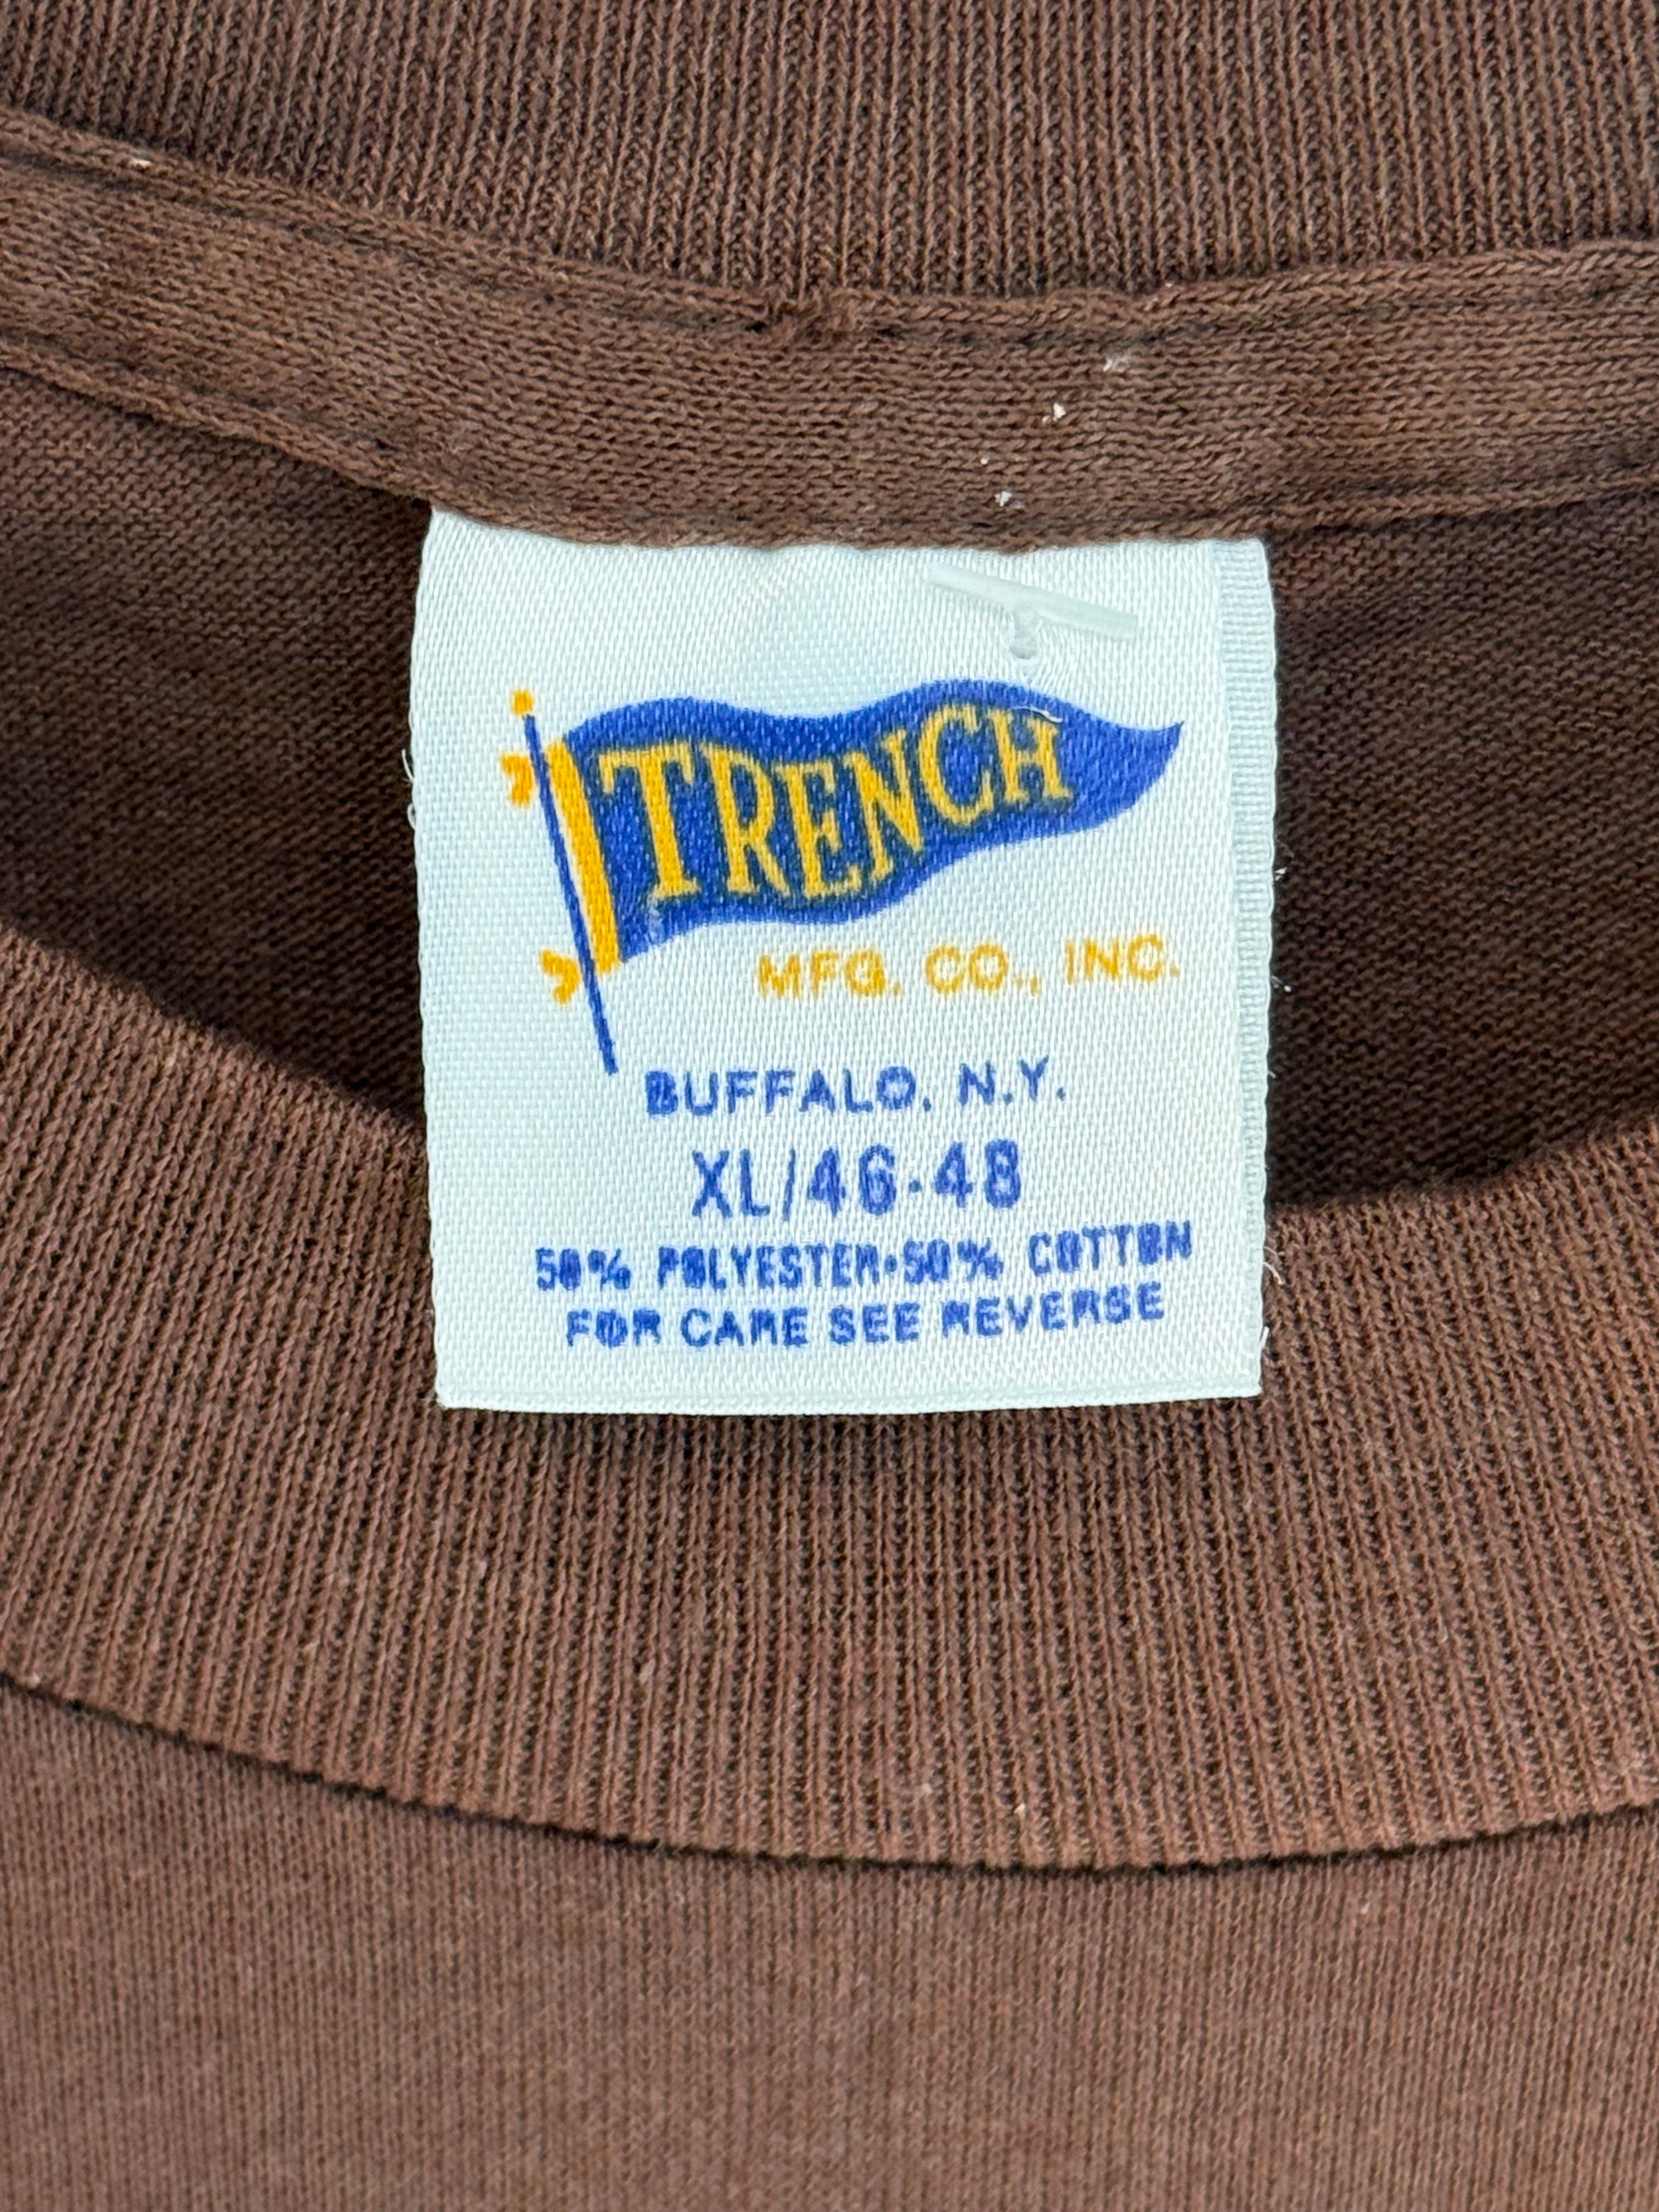 TRENCH
MFG. CO., INC.
BUFFALO, N.Y.
XL/46-48
50% POLYESTER•50% COTTON
FOR CARE SEE REVERSE